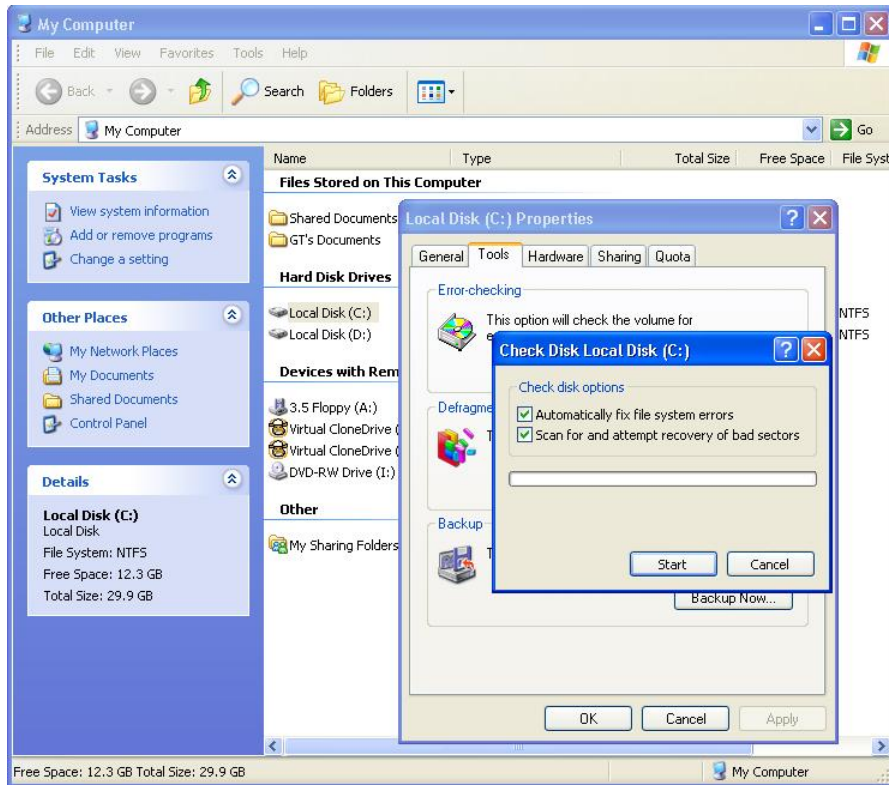 My Computer
File Edit View Favorites Tools Help
Back Search Folders
Address My Computer Go
Name Type Total Size Free Space File Syst
System Tasks
View system information
Add or remove programs
Change a setting
Other Places
My Network Places
My Documents
Shared Documents
Control Panel
Details
Local Disk (C:)
Local Disk
File System: NTFS
Free Space: 12.3 GB
Total Size: 29.9 GB
Files Stored on This Computer
Shared Documents
GT's Documents
Hard Disk Drives
Local Disk (C:) NTFS
Local Disk (D:) NTFS
Devices with Rem
3.5 Floppy (A:)
Virtual CloneDrive (
Virtual CloneDrive (
DVD-RW Drive (I:)
Other
My Sharing Folders
Local Disk (C:) Properties
General Tools Hardware Sharing Quota
Error-checking
This option will check the volume for
e
Defragme
T
Backup
T
Backup Now...
OK Cancel Apply
Check Disk Local Disk (C:)
Check disk options
Automatically fix file system errors
Scan for and attempt recovery of bad sectors
Start Cancel
Free Space: 12.3 GB Total Size: 29.9 GB My Computer